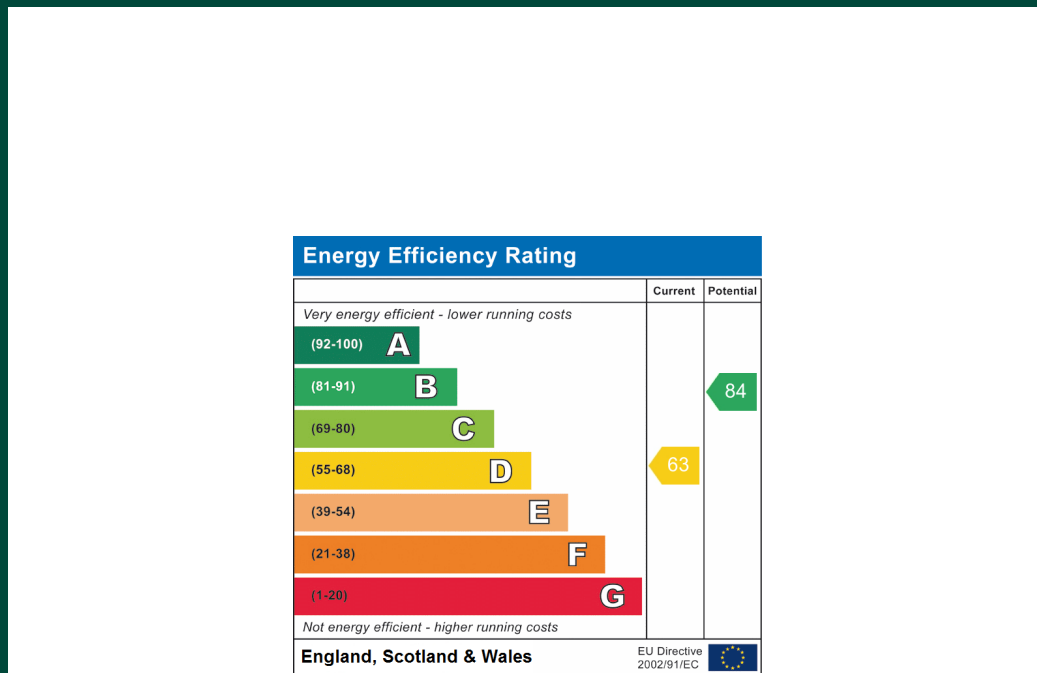 Energy Efficiency Rating
Current Potential
Very energy efficient - lower running costs
(92-100) A
(81-91) B
84
(69-80) C
(55-68) D
63
(39-54) E
(21-38) F
(1-20) G
Not energy efficient - higher running costs
England, Scotland & Wales
EU Directive
2002/91/EC